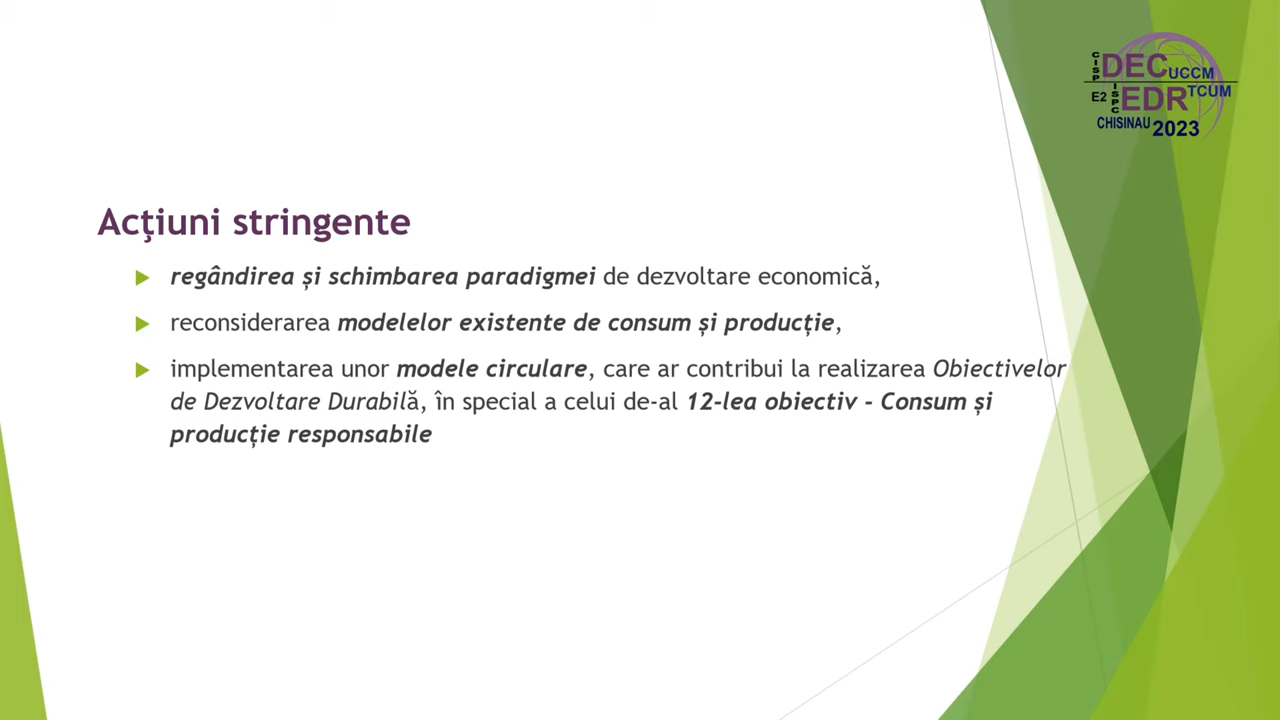 CISP DEC UCCM
E2 ISPC EDR TCUM
CHISINAU 2023
Acţiuni stringente
regândirea și schimbarea paradigmei de dezvoltare economică,
reconsiderarea modelelor existente de consum și producție,
implementarea unor modele circulare, care ar contribui la realizarea Obiectivelor
de Dezvoltare Durabilă, în special a celui de-al 12-lea obiectiv - Consum și
producție responsabile